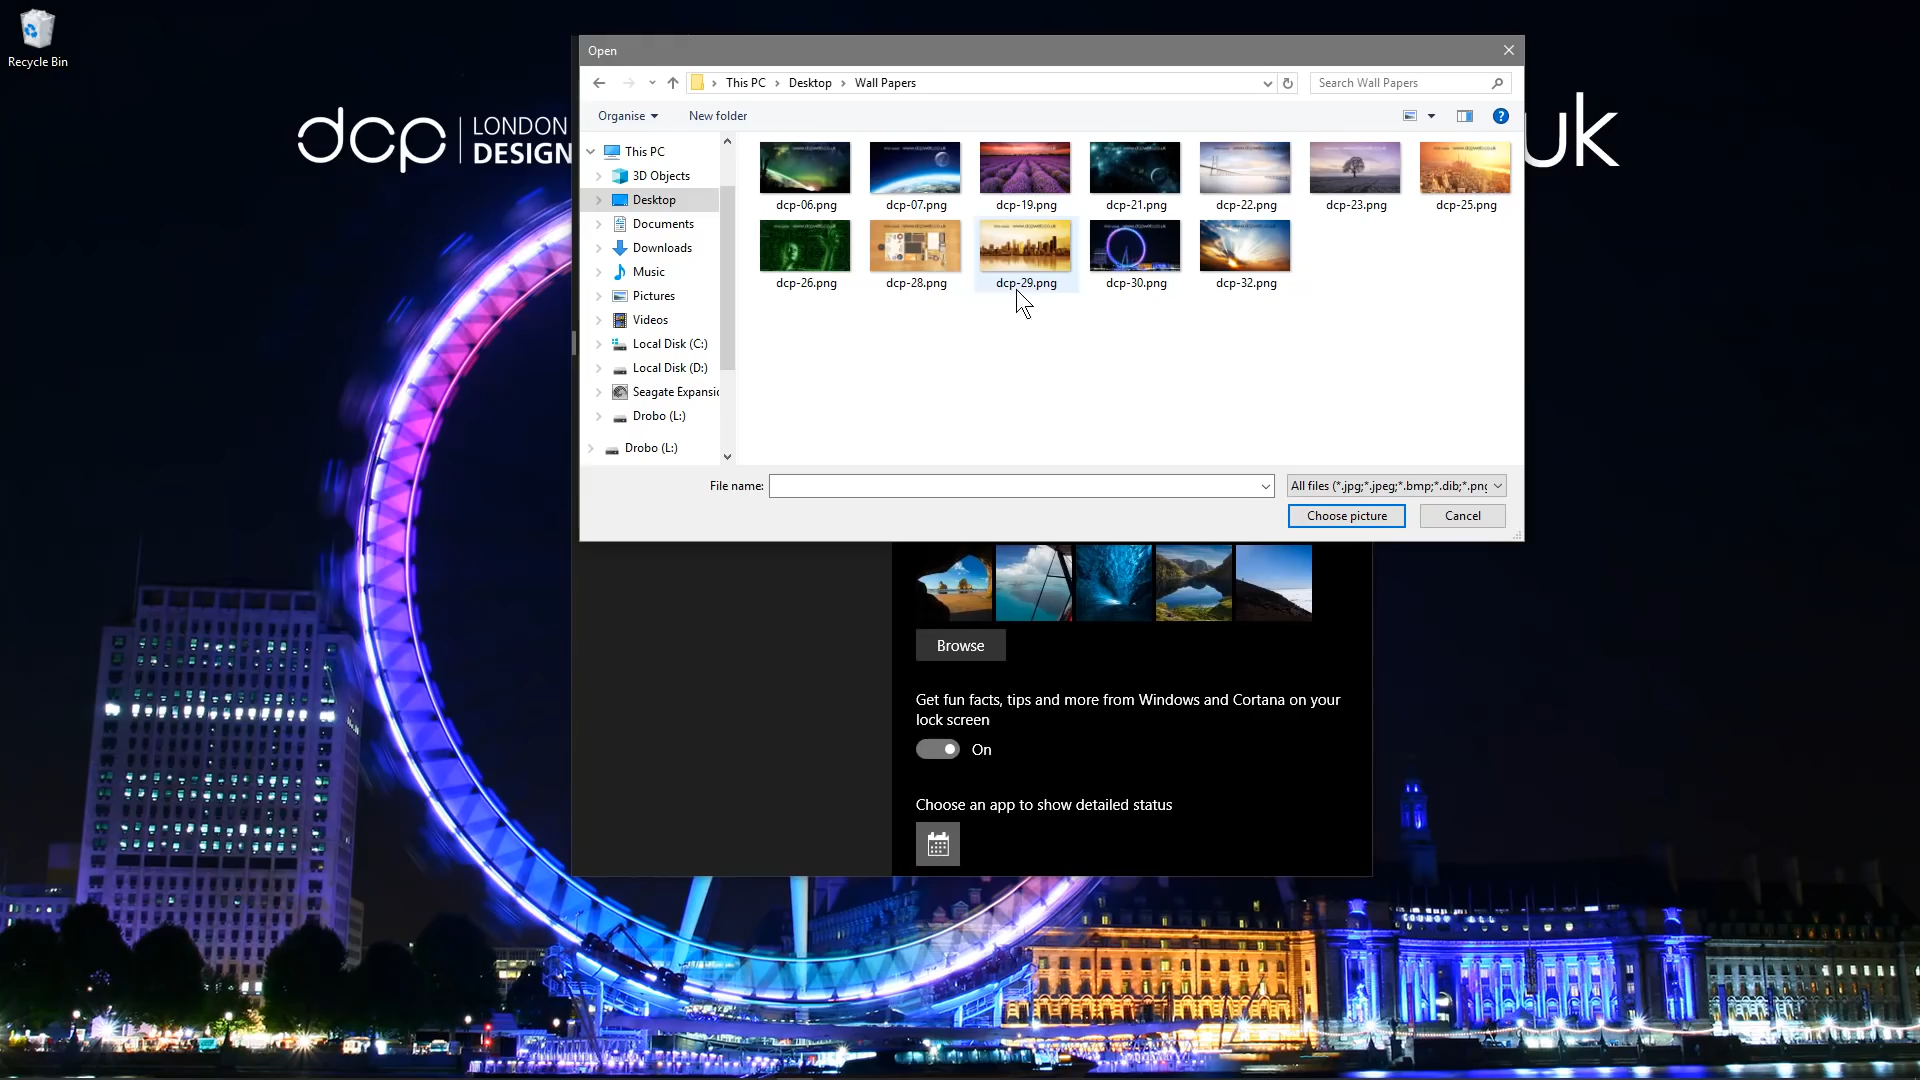 Recycle Bin
dcp
LONDON
DESIGN
uk
Open
This PC
Desktop
Wall Papers
Search Wall Papers
Organise
New folder
This PC
3D Objects
Desktop
Documents
Downloads
Music
Pictures
Videos
Local Disk (C:)
Local Disk (D:)
Seagate Expansi
Drobo (L:)
Drobo (L:)
dcp-06.png
dcp-07.png
dcp-19.png
dcp-21.png
dcp-22.png
dcp-23.png
dcp-25.png
dcp-26.png
dcp-28.png
dcp-29.png
dcp-30.png
dcp-32.png
File name:
All files (*.jpg;*.jpeg;*.bmp;*.dib;*.png
Choose picture
Cancel
Browse
Get fun facts, tips and more from Windows and Cortana on your
lock screen
On
Choose an app to show detailed status